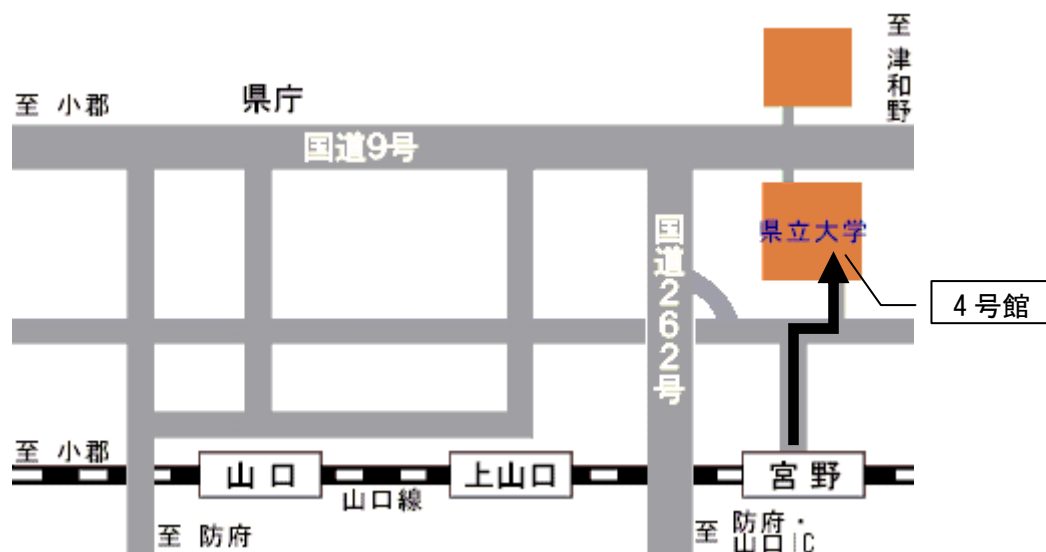 至 津和野
至 小郡
県庁
国道9号
県立大学
国道262号
4号館
至 小郡
山口
上山口
宮野
山口線
至 防府
至 防府・
山口IC